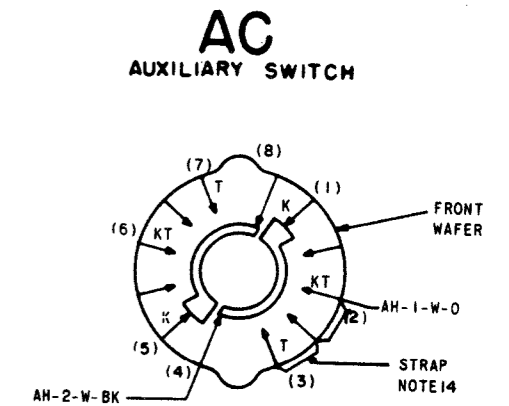 AC
AUXILIARY SWITCH
(8)
(7)
T
(1)
K
FRONT
WAFER
(6)
KT
KT
AH-1-W-O
(2)
K
T
(5)
(4)
(3)
STRAP
NOTE 14
AH-2-W-BK